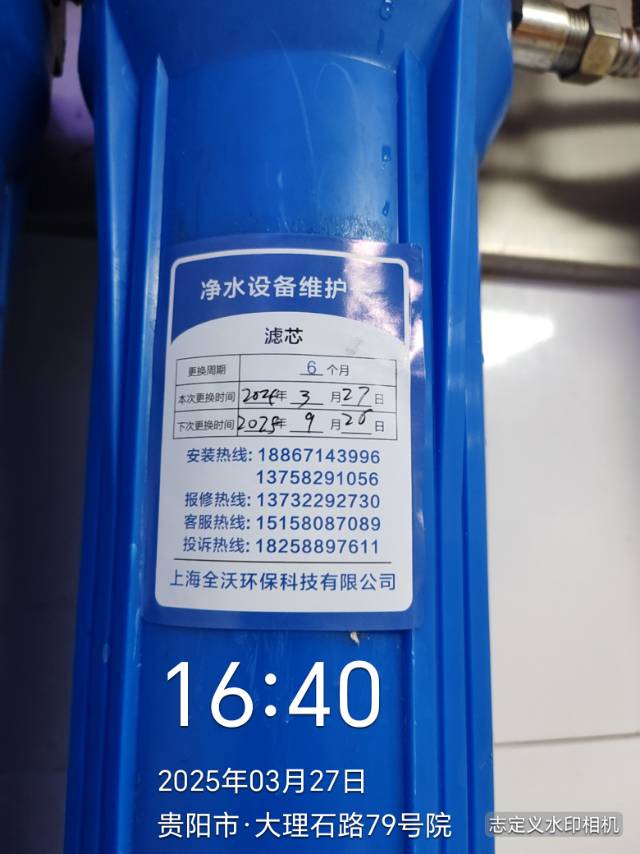 净水设备维护卡
滤芯
更换周期 6 个月
本次更换时间 2024年 3 月 27 日
下次更换时间 2025年 9 月 26 日
安装热线: 18867143996
13758291056
报修热线: 13732292730
客服热线: 15158087089
投诉热线: 18258897611
上海全沃环保科技有限公司
16:40
2025年03月27日
贵阳市·大理石路79号院
志定义水印相机